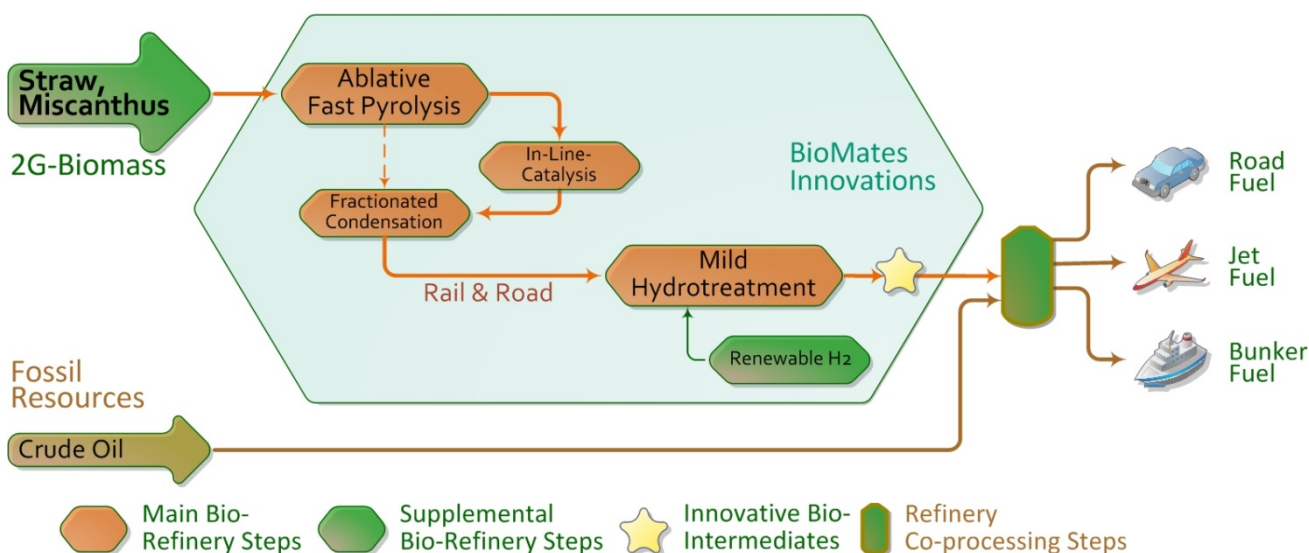 Straw,
Miscanthus
2G-Biomass
Ablative
Fast Pyrolysis
In-Line-
Catalysis
Fractionated
Condensation
BioMates
Innovations
Rail & Road
Mild
Hydrotreatment
Renewable H2
Road
Fuel
Jet
Fuel
Bunker
Fuel
Fossil
Resources
Crude Oil
Main Bio-
Refinery Steps
Supplemental
Bio-Refinery Steps
Innovative Bio-
Intermediates
Refinery
Co-processing Steps